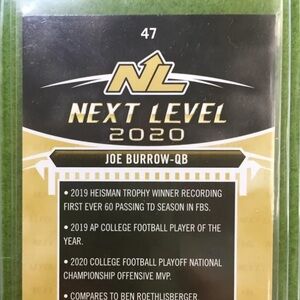 47
NL
NEXT LEVEL
2020
JOE BURROW-QB
• 2019 HEISMAN TROPHY WINNER RECORDING
FIRST EVER 60 PASSING TD SEASON IN FBS.
• 2019 AP COLLEGE FOOTBALL PLAYER OF THE
YEAR.
• 2020 COLLEGE FOOTBALL PLAYOFF NATIONAL
CHAMPIONSHIP OFFENSIVE MVP.
• COMPARES TO BEN ROETHLISBERGER.